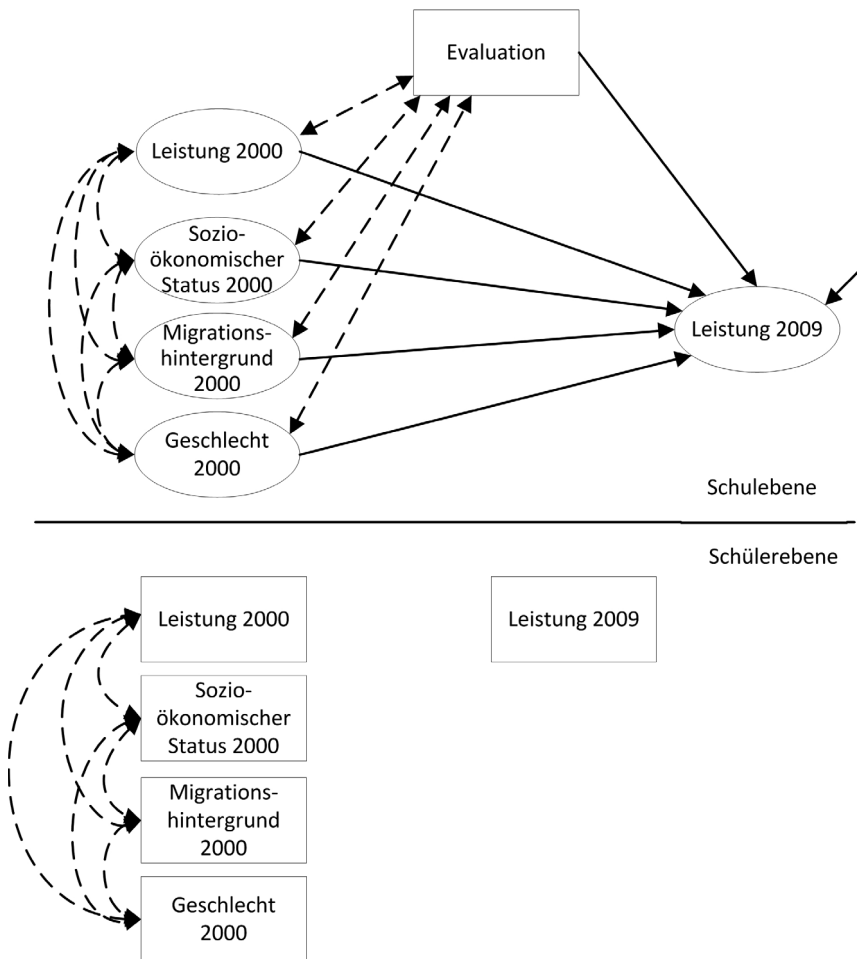 Evaluation
Leistung 2000
Sozio-
ökonomischer
Status 2000
Migrations-
hintergrund
2000
Geschlecht
2000
Leistung 2009
Schulebene
Schülerebene
Leistung 2000
Leistung 2009
Sozio-
ökonomischer
Status 2000
Migrations-
hintergrund
2000
Geschlecht
2000